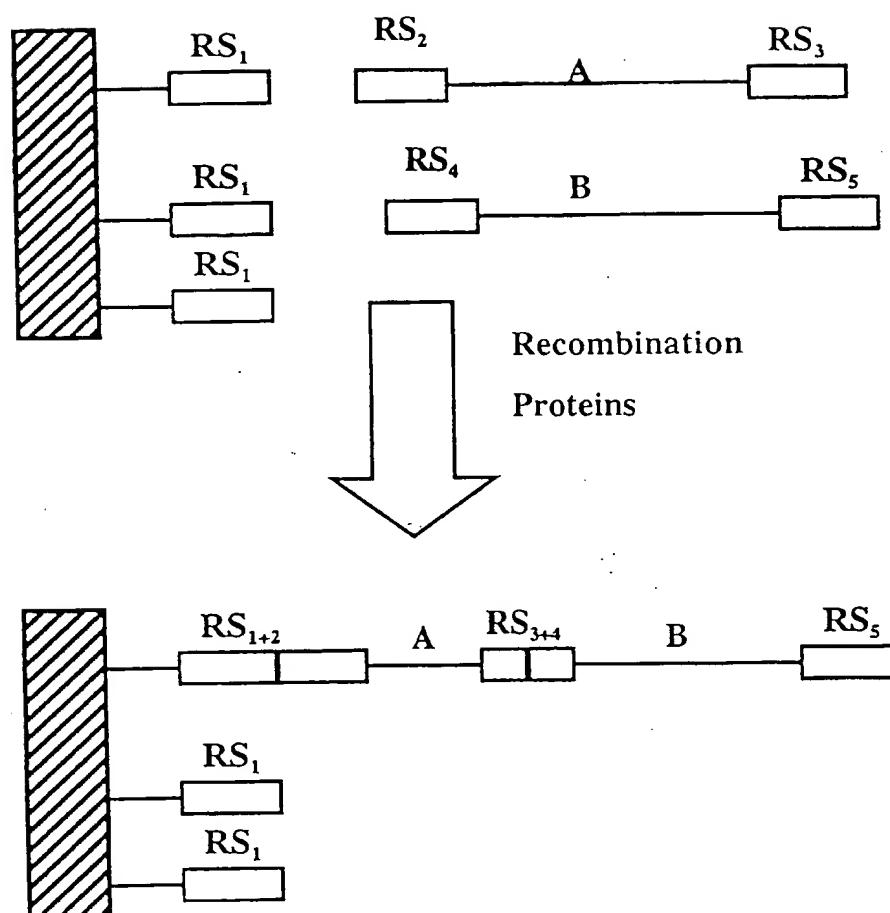 RS₁ RS₂ A RS₃
RS₁ RS₄ B RS₅
RS₁
Recombination
Proteins
RS₁₊₂ A RS₃₊₄ B RS₅
RS₁
RS₁